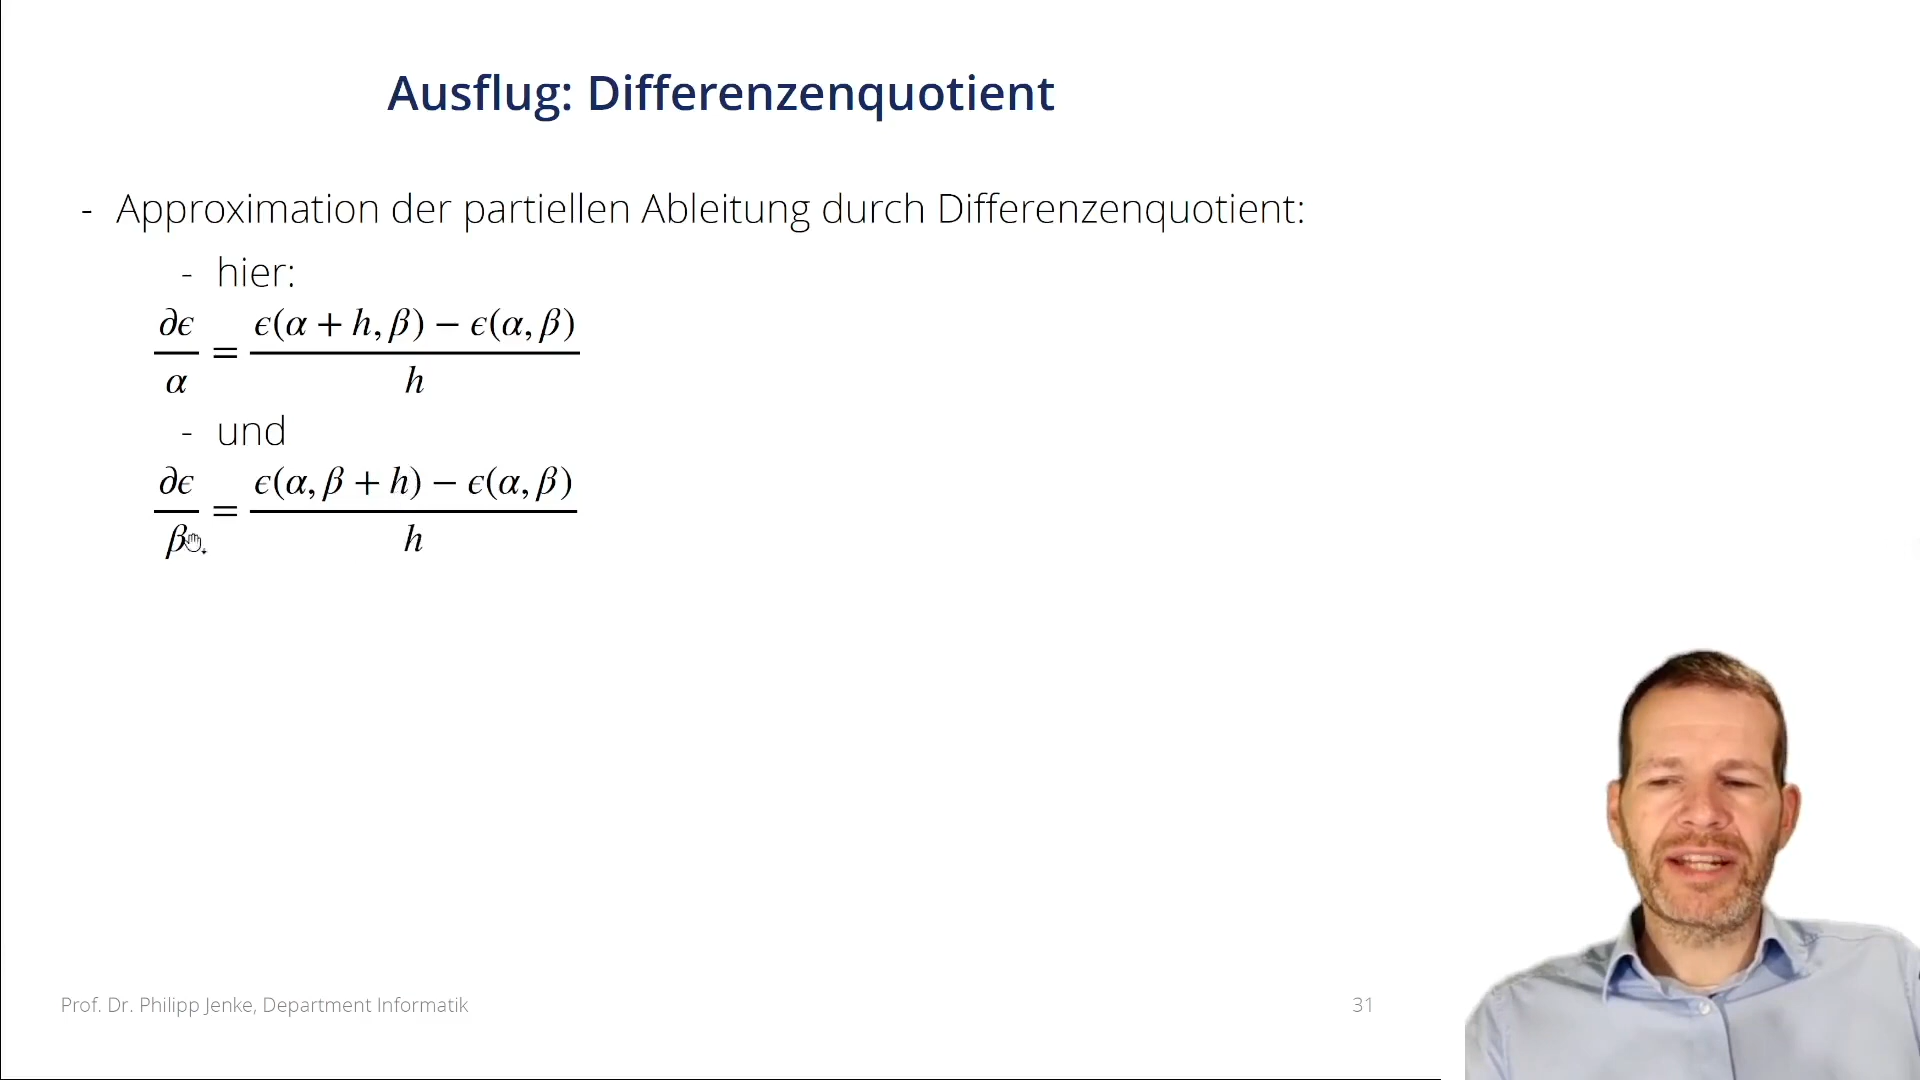 Ausflug: Differenzenquotient
- Approximation der partiellen Ableitung durch Differenzenquotient:
- hier:
∂ϵ/α = (ϵ(α + h, β) − ϵ(α, β))/h
- und
∂ϵ/β = (ϵ(α, β + h) − ϵ(α, β))/h
Prof. Dr. Philipp Jenke, Department Informatik
31